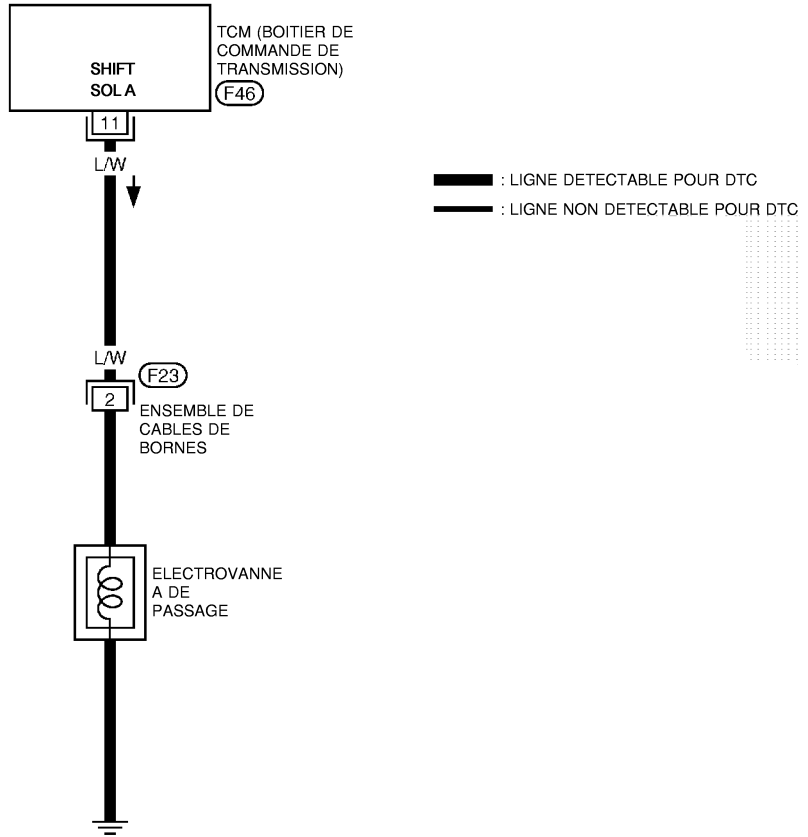 TCM (BOITIER DE
COMMANDE DE
TRANSMISSION)
F46
SHIFT
SOL A
11
L/W
: LIGNE DETECTABLE POUR DTC
: LIGNE NON DETECTABLE POUR DTC
L/W
F23
2
ENSEMBLE DE
CABLES DE
BORNES
ELECTROVANNE
A DE
PASSAGE